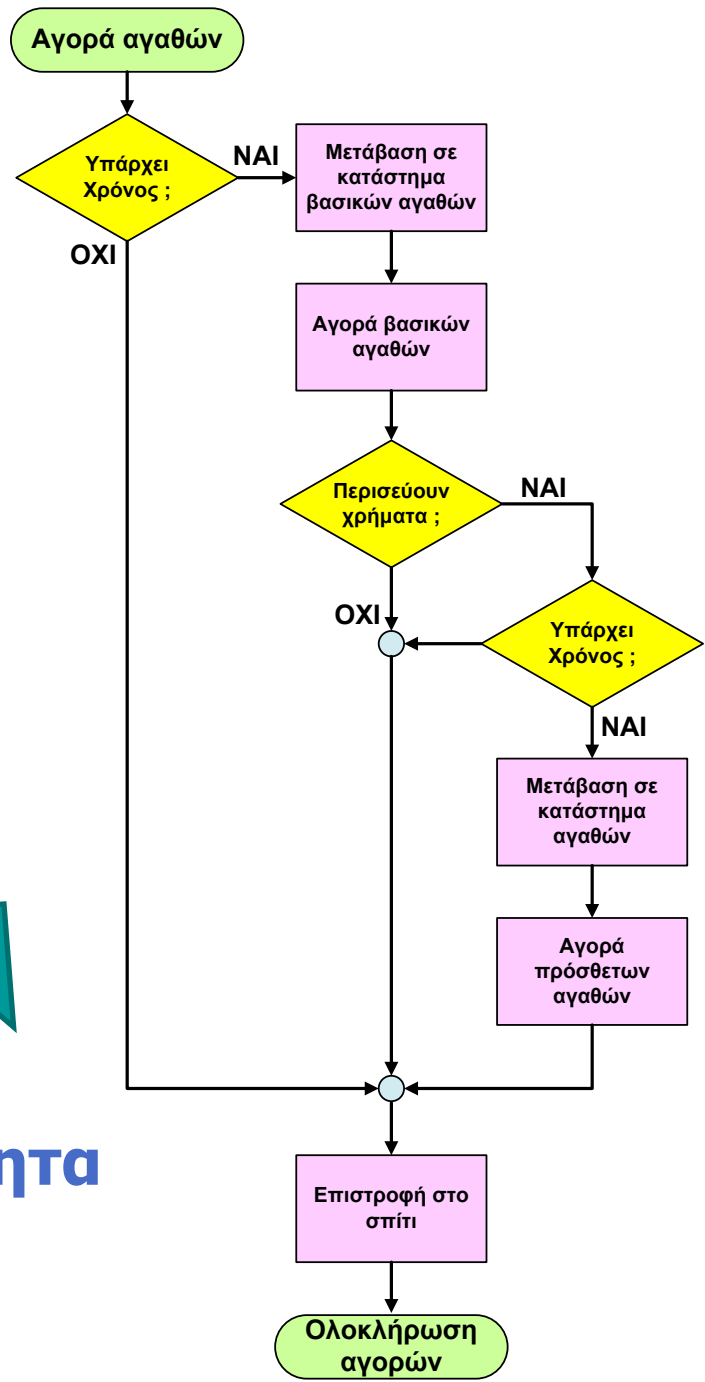 Αγορά αγαθών
Υπάρχει
Χρόνος ;
ΝΑΙ
ΟΧΙ
Μετάβαση σε
κατάστημα
βασικών αγαθών
Αγορά βασικών
αγαθών
Περισεύουν
χρήματα ;
ΝΑΙ
ΟΧΙ
Υπάρχει
Χρόνος ;
ΝΑΙ
Μετάβαση σε
κατάστημα
αγαθών
Αγορά
πρόσθετων
αγαθών
ητα
Επιστροφή στο
σπίτι
Ολοκλήρωση
αγορών